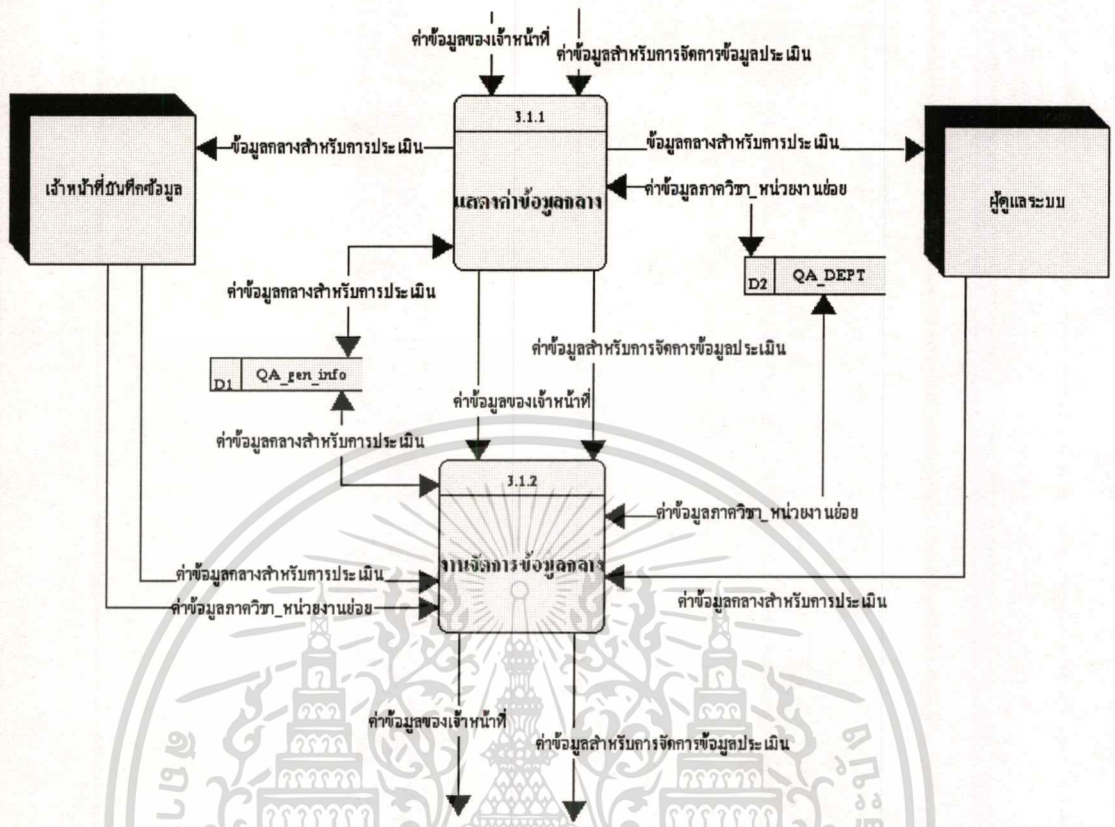 ค่าข้อมูลของเจ้าหน้าที่
ค่าข้อมูลสำหรับการจัดการข้อมูลประเมิน
3.1.1
แสดงค่าข้อมูลกลาง
เจ้าหน้าที่บันทึกข้อมูล
ข้อมูลกลางสำหรับการประเมิน
ข้อมูลกลางสำหรับการประเมิน
ค่าข้อมูลภาควิชา_หน่วยงานย่อย
ผู้ดูแลระบบ
D2 QA_DEPT
ค่าข้อมูลกลางสำหรับการประเมิน
D1 QA_gen_info
ค่าข้อมูลสำหรับการจัดการข้อมูลประเมิน
ค่าข้อมูลของเจ้าหน้าที่
ค่าข้อมูลกลางสำหรับการประเมิน
3.1.2
งานจัดการข้อมูลกลาง
ค่าข้อมูลภาควิชา_หน่วยงานย่อย
ค่าข้อมูลกลางสำหรับการประเมิน
ค่าข้อมูลภาควิชา_หน่วยงานย่อย
ค่าข้อมูลกลางสำหรับการประเมิน
ค่าข้อมูลของเจ้าหน้าที่
ค่าข้อมูลสำหรับการจัดการข้อมูลประเมิน